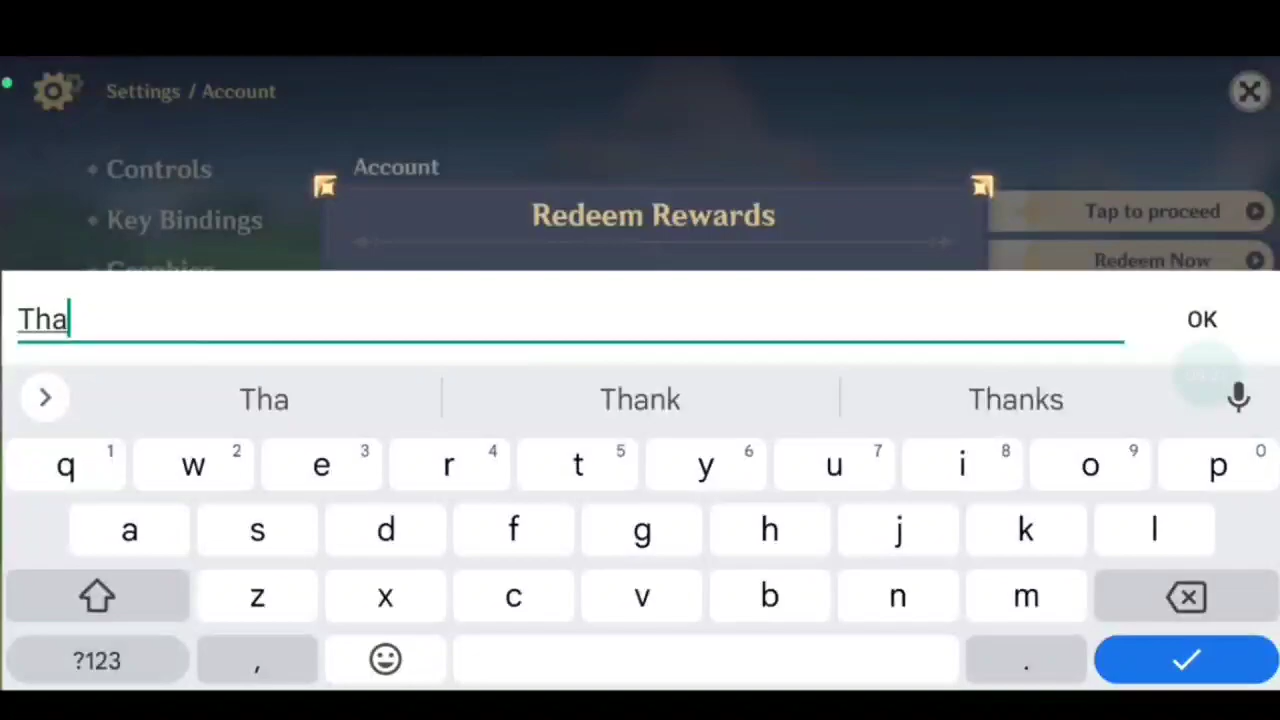 Settings / Account
Controls
Account
Key Bindings
Redeem Rewards
Tap to proceed
Graphics
Redeem Now
Tha
OK
Tha
Thank
Thanks
q 1 w 2 e 3 r 4 t 5 y 6 u 7 i 8 o 9 p 0
a s d f g h j k l
z x c v b n m
?123 , .